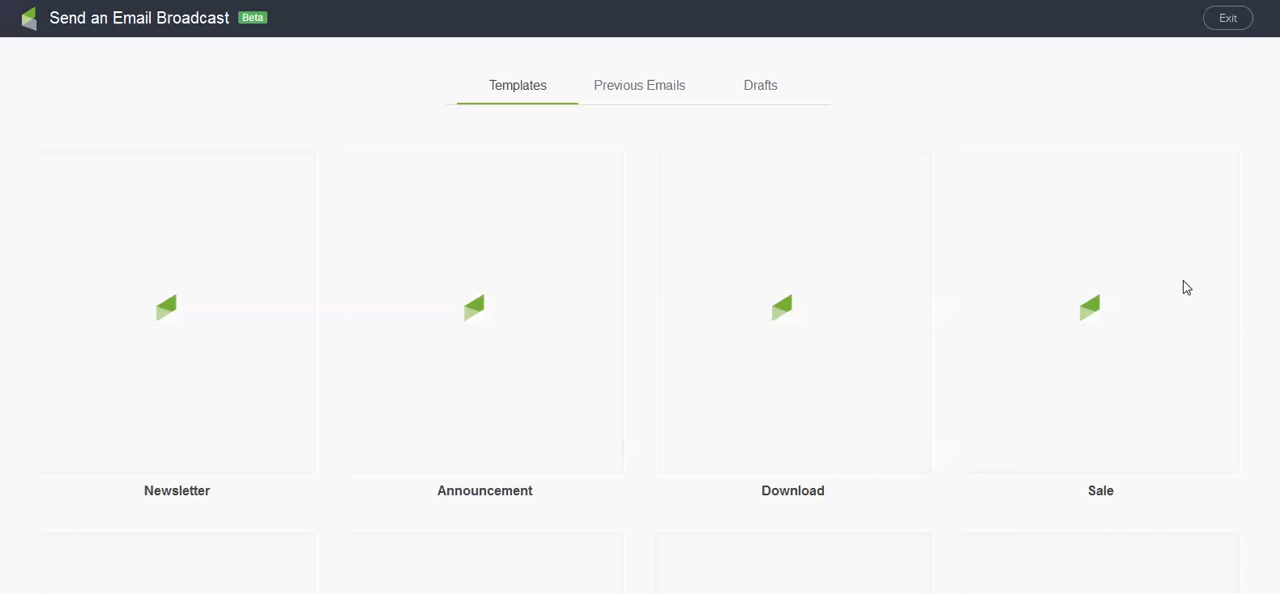 Send an Email Broadcast Beta
Exit
Templates Previous Emails Drafts
Newsletter Announcement Download Sale